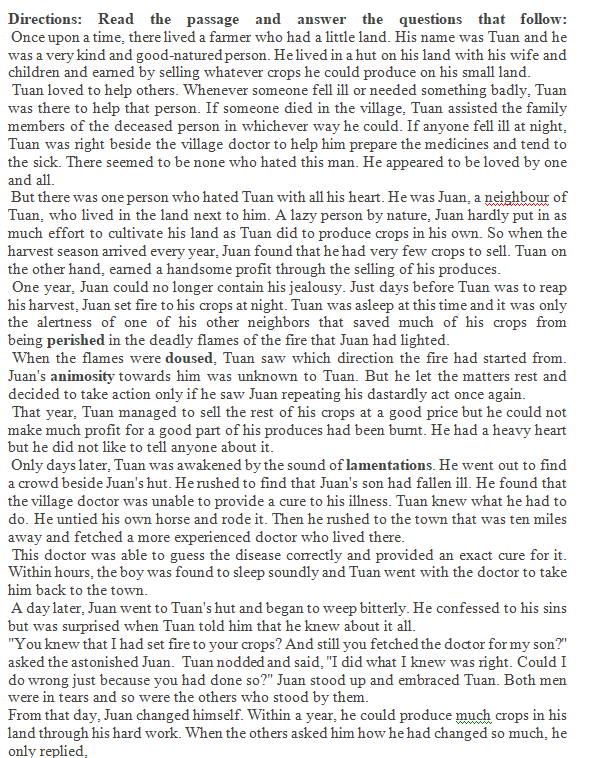 Directions: Read the passage and answer the questions that follow:
Once upon a time, there lived a farmer who had a little land. His name was Tuan and he
was a very kind and good-natured person. He lived in a hut on his land with his wife and
children and earned by selling whatever crops he could produce on his small land.
Tuan loved to help others. Whenever someone fell ill or needed something badly, Tuan
was there to help that person. If someone died in the village, Tuan assisted the family
members of the deceased person in whichever way he could. If anyone fell ill at night,
Tuan was right beside the village doctor to help him prepare the medicines and tend to
the sick. There seemed to be none who hated this man. He appeared to be loved by one
and all.
But there was one person who hated Tuan with all his heart. He was Juan, a neighbour of
Tuan, who lived in the land next to him. A lazy person by nature, Juan hardly put in as
much effort to cultivate his land as Tuan did to produce crops in his own. So when the
harvest season arrived every year, Juan found that he had very few crops to sell. Tuan on
the other hand, earned a handsome profit through the selling of his produces.
One year, Juan could no longer contain his jealousy. Just days before Tuan was to reap
his harvest, Juan set fire to his crops at night. Tuan was asleep at this time and it was only
the alertness of one of his other neighbors that saved much of his crops from
being perished in the deadly flames of the fire that Juan had lighted.
When the flames were doused, Tuan saw which direction the fire had started from.
Juan's animosity towards him was unknown to Tuan. But he let the matters rest and
decided to take action only if he saw Juan repeating his dastardly act once again.
That year, Tuan managed to sell the rest of his crops at a good price but he could not
make much profit for a good part of his produces had been burnt. He had a heavy heart
but he did not like to tell anyone about it.
Only days later, Tuan was awakened by the sound of lamentations. He went out to find
a crowd beside Juan's hut. He rushed to find that Juan's son had fallen ill. He found that
the village doctor was unable to provide a cure to his illness. Tuan knew what he had to
do. He untied his own horse and rode it. Then he rushed to the town that was ten miles
away and fetched a more experienced doctor who lived there.
This doctor was able to guess the disease correctly and provided an exact cure for it.
Within hours, the boy was found to sleep soundly and Tuan went with the doctor to take
him back to the town.
A day later, Juan went to Tuan's hut and began to weep bitterly. He confessed to his sins
but was surprised when Tuan told him that he knew about it all.
"You knew that I had set fire to your crops? And still you fetched the doctor for my son?"
asked the astonished Juan. Tuan nodded and said, "I did what I knew was right. Could I
do wrong just because you had done so?" Juan stood up and embraced Tuan. Both men
were in tears and so were the others who stood by them.
From that day, Juan changed himself. Within a year, he could produce much crops in his
land through his hard work. When the others asked him how he had changed so much, he
only replied,